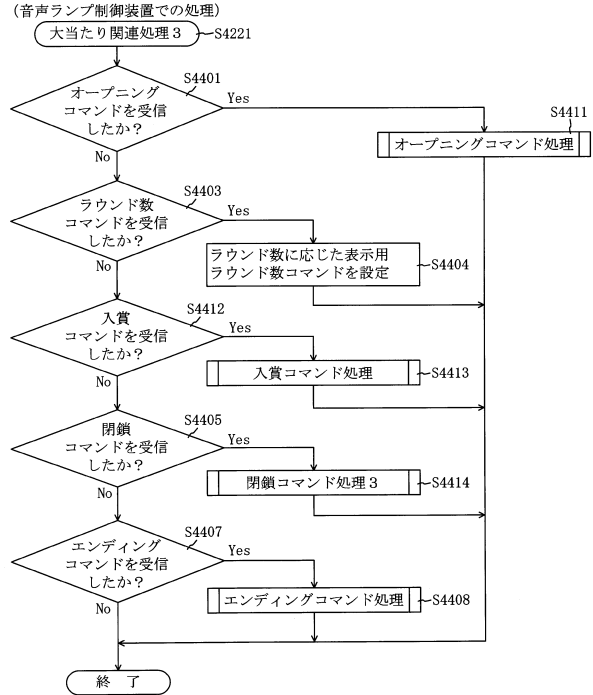 (音声ランプ制御装置での処理)
大当たり関連処理3
S4221
S4401
オープニング
コマンドを受信
したか?
Yes
No
S4411
オープニングコマンド処理
S4403
ラウンド数
コマンドを受信
したか?
Yes
No
ラウンド数に応じた表示用
ラウンド数コマンドを設定
S4404
S4412
入賞
コマンドを受信
したか?
Yes
No
入賞コマンド処理
S4413
S4405
閉鎖
コマンドを受信
したか?
Yes
No
閉鎖コマンド処理3
S4414
S4407
エンディング
コマンドを受信
したか?
Yes
No
エンディングコマンド処理
S4408
終 了